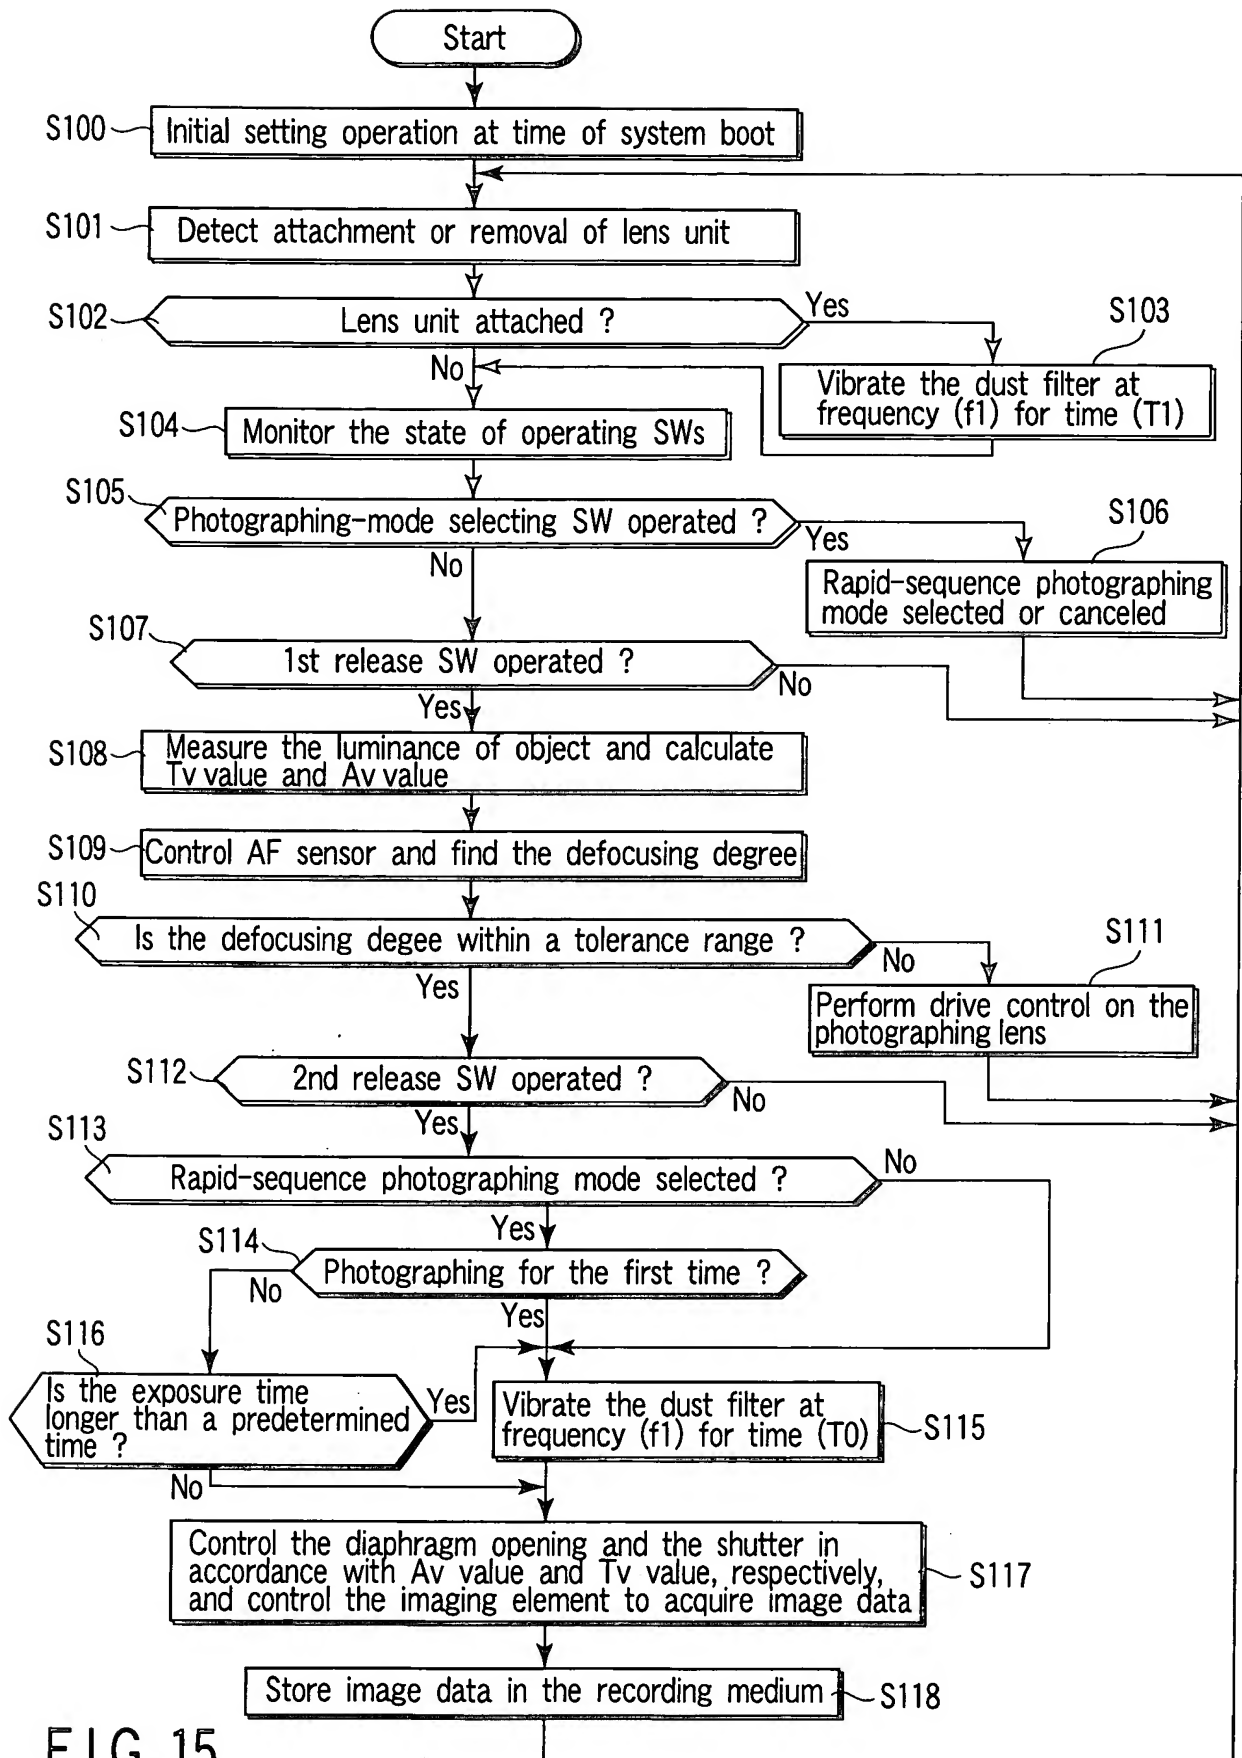 Start
S100
Initial setting operation at time of system boot
S101
Detect attachment or removal of lens unit
S102
Lens unit attached ?
Yes
No
S103
Vibrate the dust filter at
frequency (f1) for time (T1)
S104
Monitor the state of operating SWs
S105
Photographing-mode selecting SW operated ?
Yes
No
S106
Rapid-sequence photographing
mode selected or canceled
S107
1st release SW operated ?
No
Yes
S108
Measure the luminance of object and calculate
Tv value and Av value
S109
Control AF sensor and find the defocusing degree
S110
Is the defocusing degee within a tolerance range ?
No
Yes
S111
Perform drive control on the
photographing lens
S112
2nd release SW operated ?
No
Yes
S113
Rapid-sequence photographing mode selected ?
No
Yes
S114
Photographing for the first time ?
No
Yes
S116
Is the exposure time
longer than a predetermined
time ?
Yes
No
Vibrate the dust filter at
frequency (f1) for time (T0)
S115
Control the diaphragm opening and the shutter in
accordance with Av value and Tv value, respectively,
and control the imaging element to acquire image data
S117
Store image data in the recording medium
S118
FIG. 15